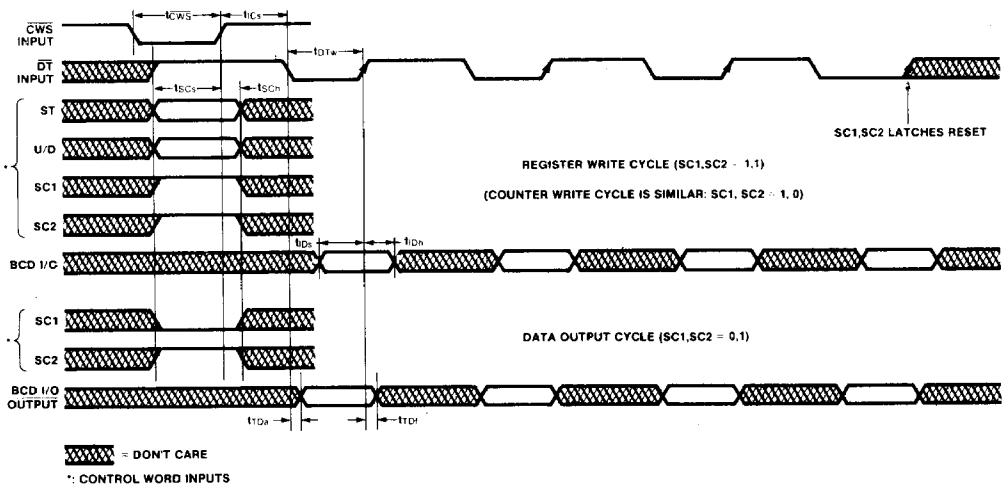 tCWS
tICs
CWS
INPUT
tDTw
DT
INPUT
tSCs
tSCh
SC1,SC2 LATCHES RESET
ST
U/D
*
SC1
SC2
REGISTER WRITE CYCLE (SC1,SC2 = 1,1)
(COUNTER WRITE CYCLE IS SIMILAR: SC1, SC2 = 1, 0)
tIDs
tIDh
BCD I/O
SC1
*
SC2
DATA OUTPUT CYCLE (SC1,SC2 = 0,1)
BCD I/O
OUTPUT
tTDa
tTDf
= DON'T CARE
*: CONTROL WORD INPUTS